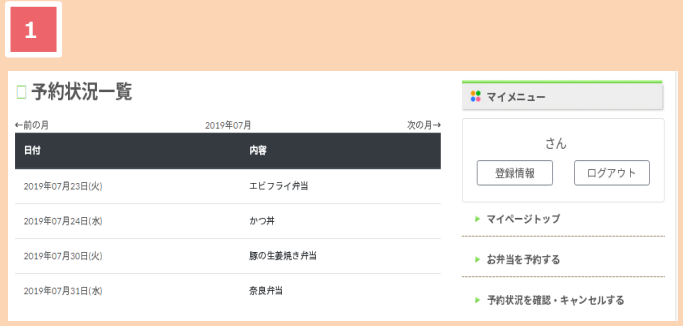 1
予約状況一覧
←前の月 2019年07月 次の月→
日付 内容
2019年07月23日(火) エビフライ弁当
2019年07月24日(水) かつ丼
2019年07月30日(火) 豚の生姜焼き弁当
2019年07月31日(水) 奈良弁当
マイメニュー
さん
登録情報 ログアウト
マイページトップ
お弁当を予約する
予約状況を確認・キャンセルする